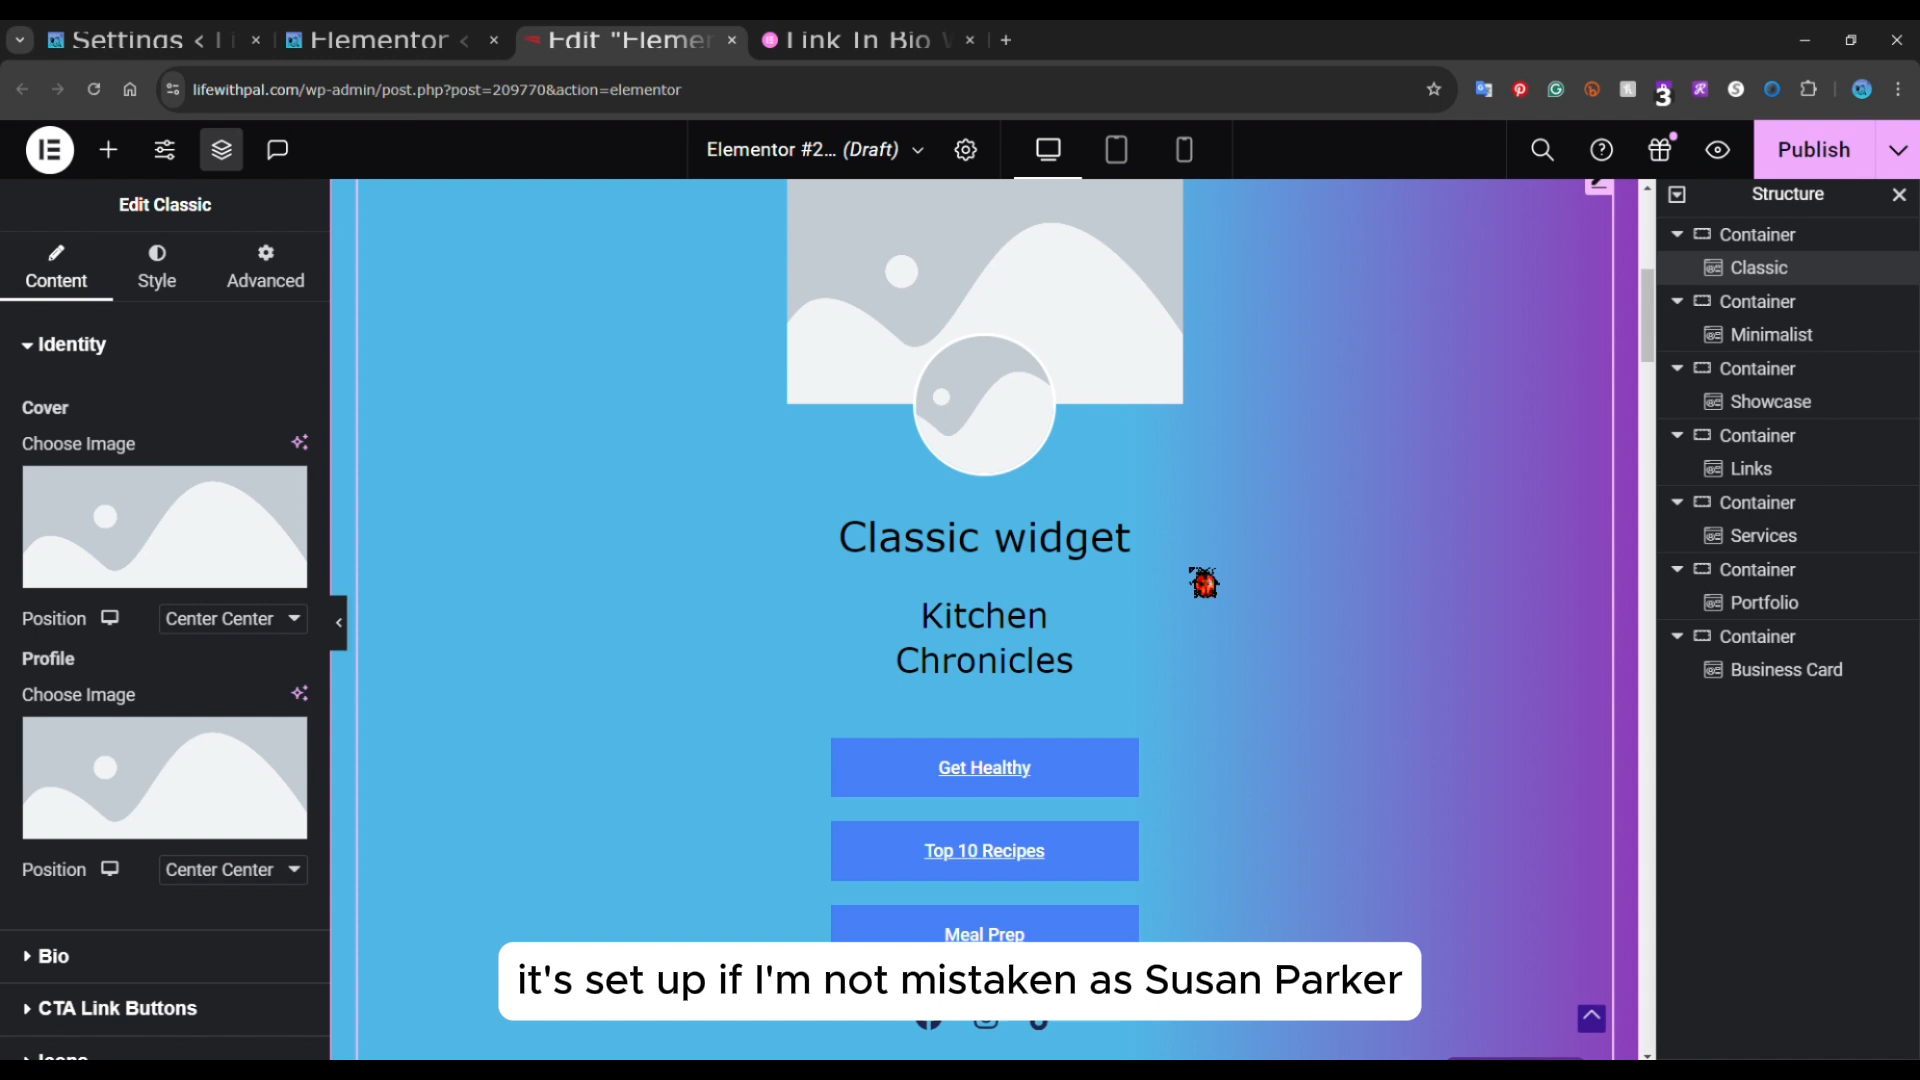 Settings <
Elementor <
Edit "Elemen
Link In Bio
lifewithpal.com/wp-admin/post.php?post=209770&action=elementor
3
Elementor #2... (Draft)
Publish
Edit Classic
Content
Style
Advanced
Identity
Cover
Choose Image
Position
Center Center
Profile
Choose Image
Position
Center Center
Bio
CTA Link Buttons
Icons
Classic widget
Kitchen
Chronicles
Get Healthy
Top 10 Recipes
Meal Prep
it's set up if I'm not mistaken as Susan Parker
Structure
Container
Classic
Container
Minimalist
Container
Showcase
Container
Links
Container
Services
Container
Portfolio
Container
Business Card